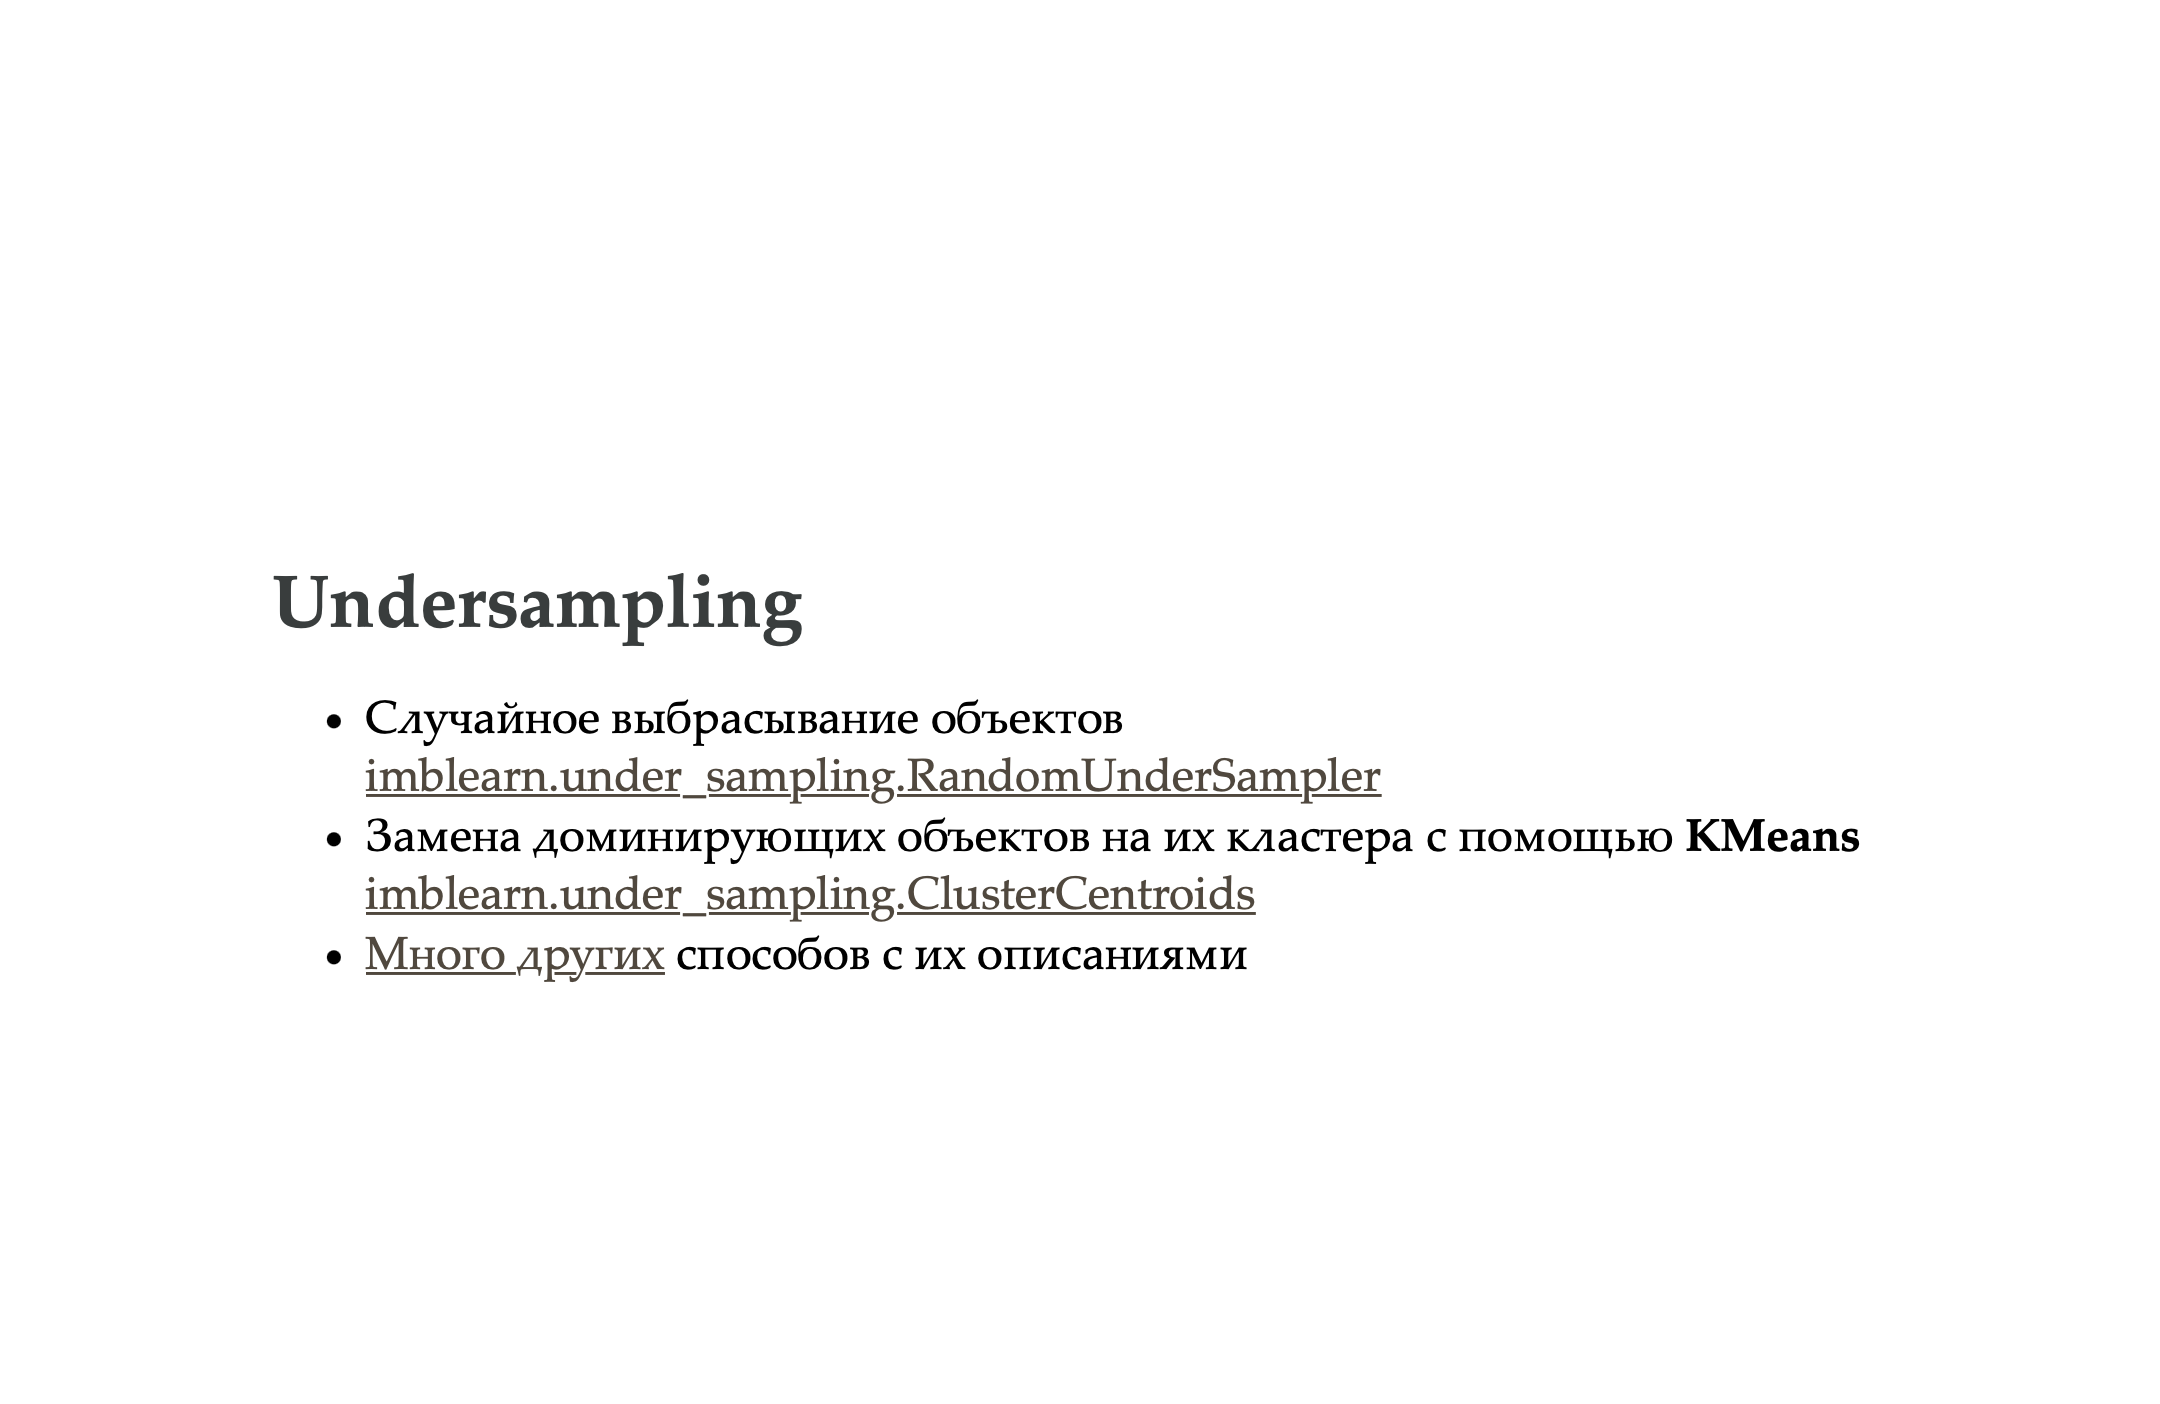 Undersampling
• Случайное выбрасывание объектов
imblearn.under_sampling.RandomUnderSampler
• Замена доминирующих объектов на их кластера с помощью KMeans
imblearn.under_sampling.ClusterCentroids
• Много других способов с их описаниями